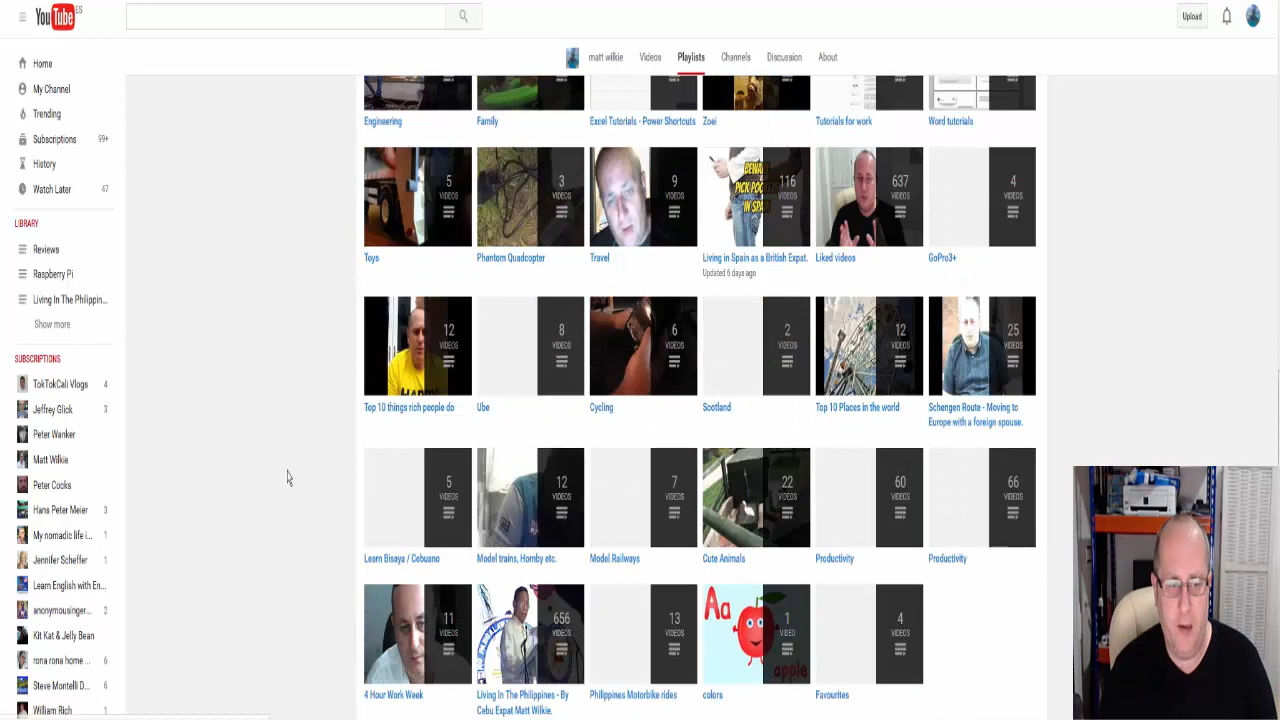 YouTube ES
Upload
matt wilkie Videos Playlists Channels Discussion About
Home
My Channel
Trending
Subscriptions 99+
History
Watch Later 47
LIBRARY
Reviews
Raspberry Pi
Living In The Philippin...
Show more
SUBSCRIPTIONS
TokTokCali Vlogs 4
Jeffrey Glick 3
Peter Wanker
Matt Wilkie
Peter Cocks
Hans Peter Meier 3
My nomadic life i... 1
Jennifer Scheffer 1
Learn English with En...
anonymousinger... 2
Kit Kat & Jelly Bean
rona rona home ... 6
Steve Montelli D... 6
William Rich 1
Engineering Family Excel Tutorials - Power Shortcuts Zoei Tutorials for work Word tutorials
BEWARE
PICK POC
IN SPA
5 3 9 116 637 4
VIDEOS VIDEOS VIDEOS VIDEOS VIDEOS VIDEOS
Toys Phantom Quadcopter Travel Living in Spain as a British Expat. Liked videos GoPro3+
Updated 6 days ago
12 8 6 2 12 25
VIDEOS VIDEOS VIDEOS VIDEOS VIDEOS VIDEOS
Top 10 things rich people do Ube Cycling Scotland Top 10 Places in the world Schengen Route - Moving to
Europe with a foreign spouse.
5 12 7 22 60 66
VIDEOS VIDEOS VIDEOS VIDEOS VIDEOS VIDEOS
Learn Bisaya / Cebuano Model trains, Hornby etc. Model Railways Cute Animals Productivity Productivity
Aa
apple
11 656 13 1 4
VIDEOS VIDEOS VIDEOS VIDEO VIDEOS
4 Hour Work Week Living In The Philippines - By Philippines Motorbike rides colors Favourites
Cebu Expat Matt Wilkie.